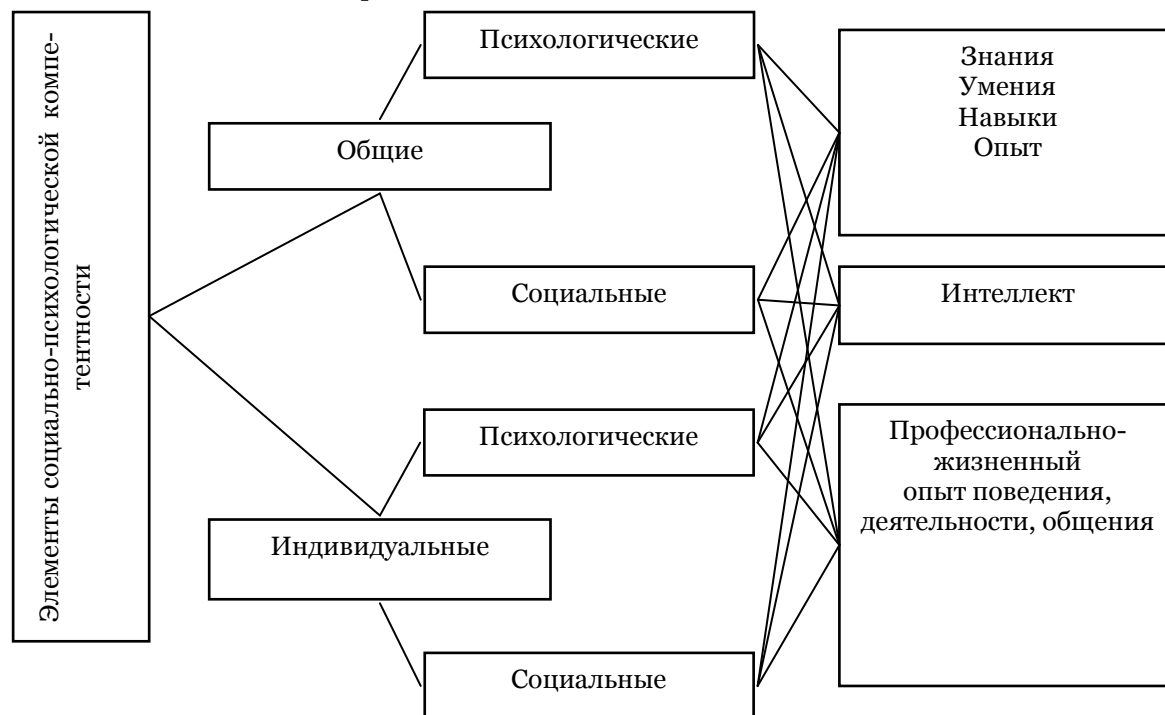 Элементы социально-психологической компе-
тентности
Психологические
Общие
Социальные
Психологические
Индивидуальные
Социальные
Знания
Умения
Навыки
Опыт
Интеллект
Профессионально-
жизненный
опыт поведения,
деятельности, общения